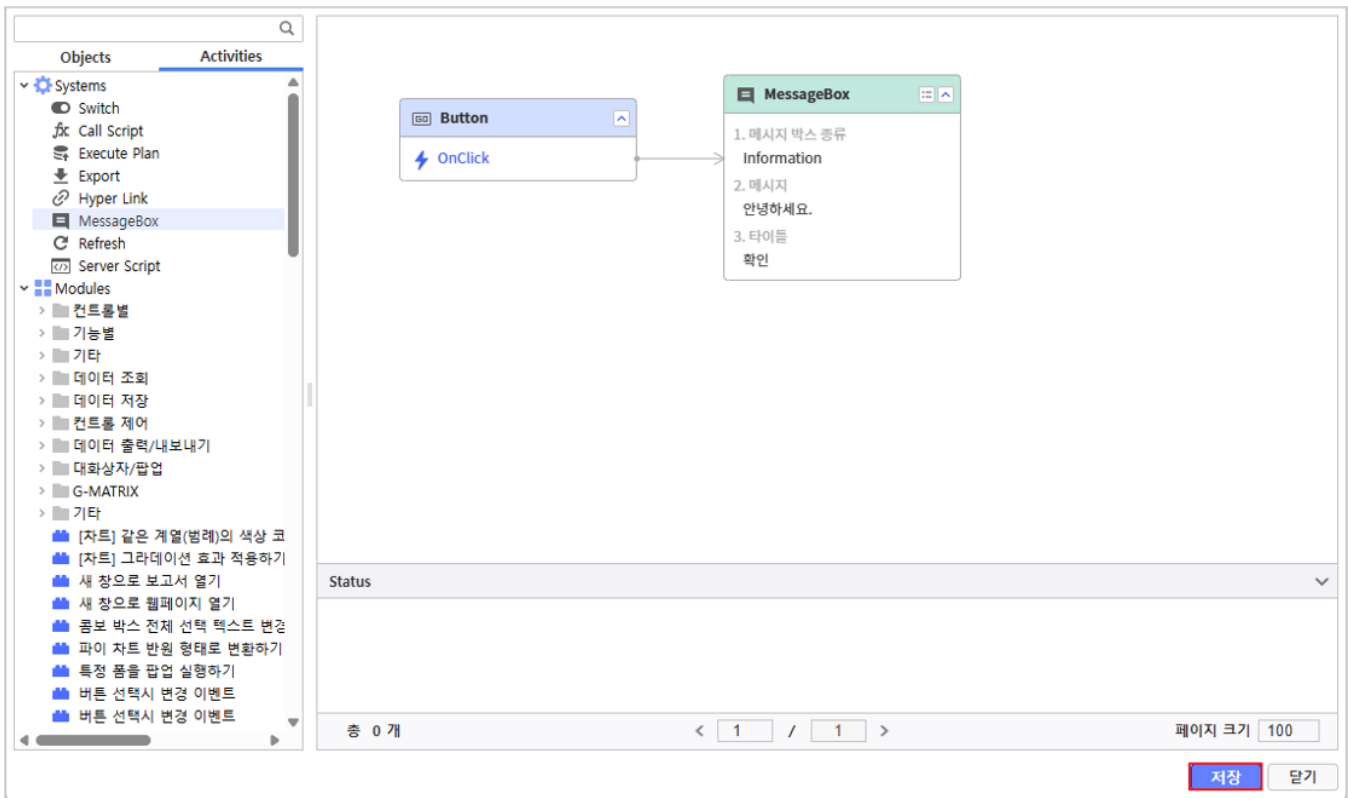 Objects
Activities
Systems
Switch
fx Call Script
Execute Plan
Export
Hyper Link
MessageBox
Refresh
Server Script
Modules
컨트롤별
기능별
기타
데이터 조회
데이터 저장
컨트롤 제어
데이터 출력/내보내기
대화상자/팝업
G-MATRIX
기타
[차트] 같은 계열(범례)의 색상 코
[차트] 그라데이션 효과 적용하기
새 창으로 보고서 열기
새 창으로 웹페이지 열기
콤보 박스 전체 선택 텍스트 변경
파이 차트 반원 형태로 변환하기
특정 폼을 팝업 실행하기
버튼 선택시 변경 이벤트
버튼 선택시 변경 이벤트
GO Button
OnClick
MessageBox
1. 메시지 박스 종류
Information
2. 메시지
안녕하세요.
3. 타이틀
확인
Status
총 0 개
1 / 1
페이지 크기 100
저장
닫기